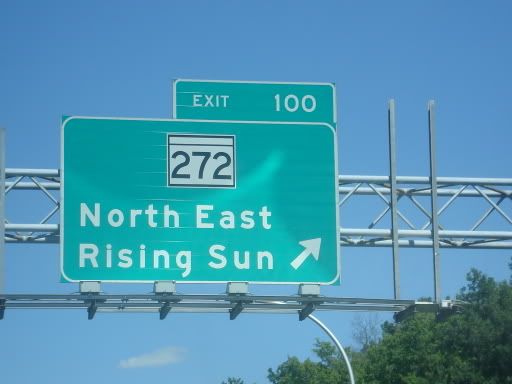 EXIT 100
272
North East
Rising Sun